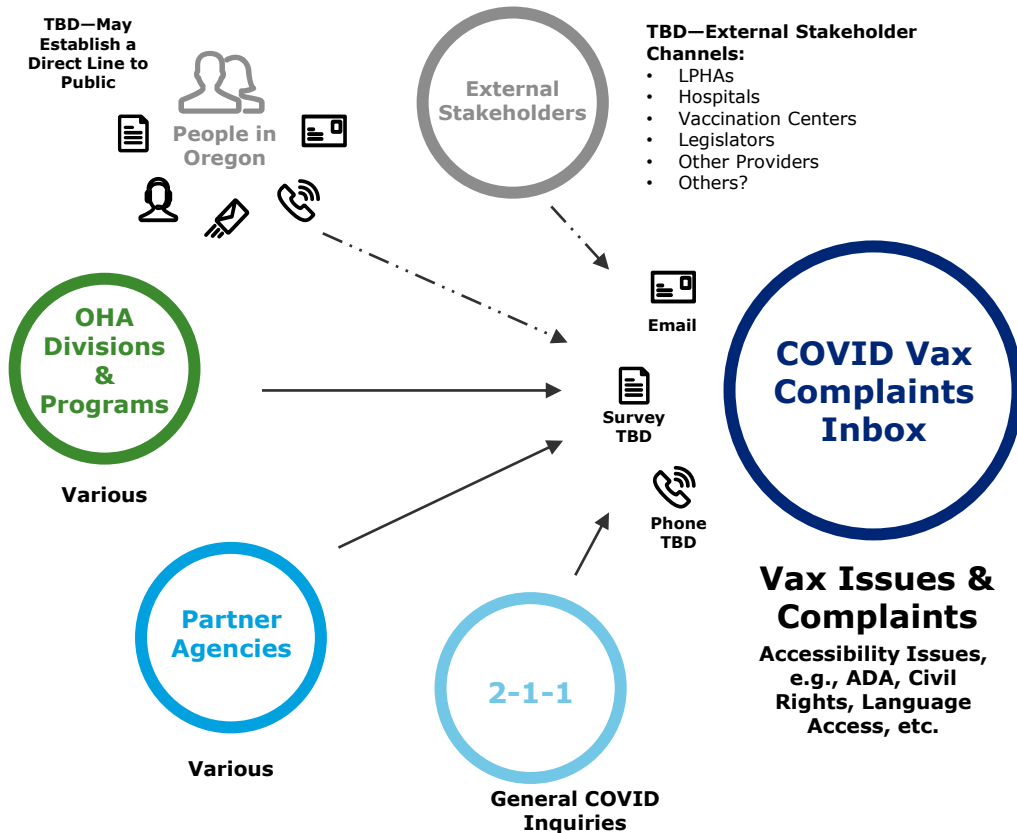 TBD—May
Establish a
Direct Line to
Public
People in
Oregon
External
Stakeholders
TBD—External Stakeholder
Channels:
• LPHAs
• Hospitals
• Vaccination Centers
• Legislators
• Other Providers
• Others?
OHA
Divisions
&
Programs
Various
Email
Survey
TBD
Phone
TBD
COVID Vax
Complaints
Inbox
Vax Issues &
Complaints
Accessibility Issues,
e.g., ADA, Civil
Rights, Language
Access, etc.
Partner
Agencies
Various
2-1-1
General COVID
Inquiries